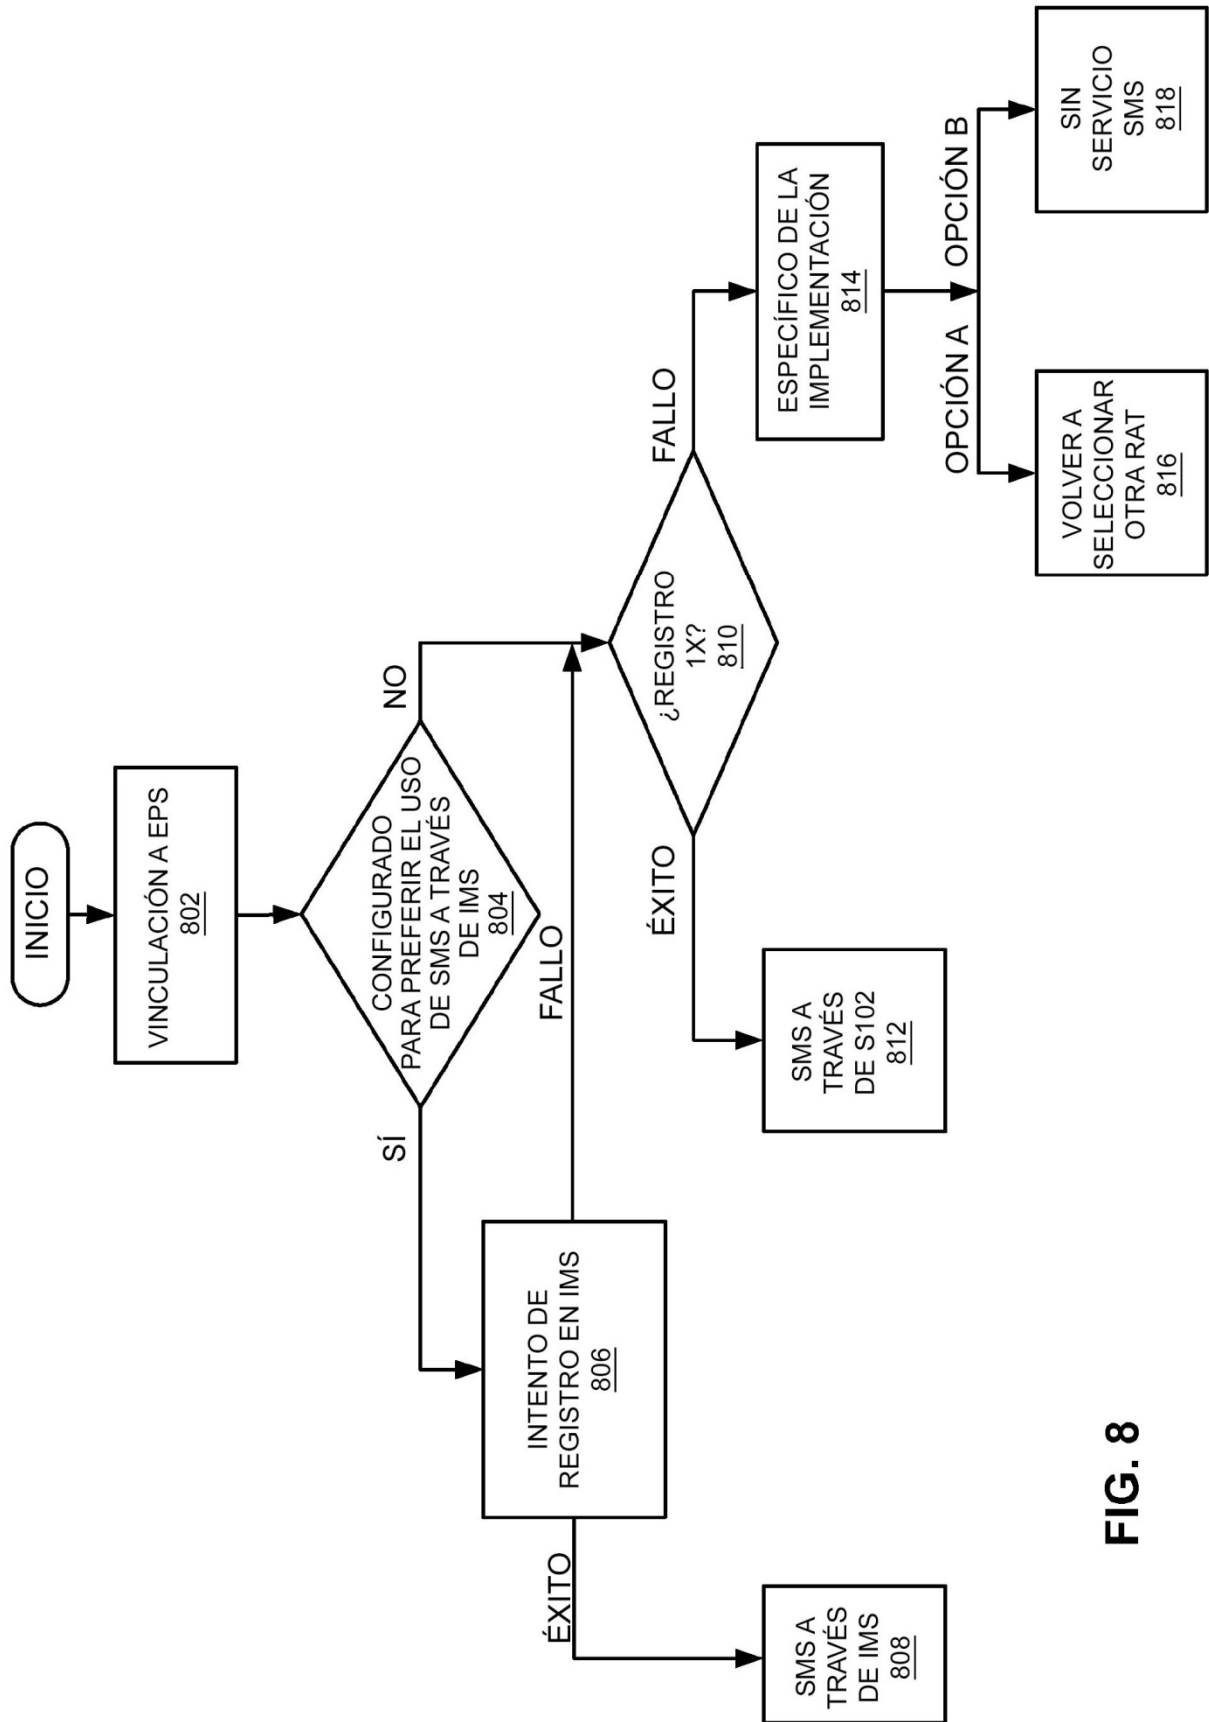 INICIO
VINCULACIÓN A EPS
802
CONFIGURADO
PARA PREFERIR EL USO
DE SMS A TRAVÉS
DE IMS
804
SÍ
NO
INTENTO DE
REGISTRO EN IMS
806
FALLO
ÉXITO
SMS A
TRAVÉS
DE IMS
808
¿REGISTRO
1X?
810
ÉXITO
FALLO
SMS A
TRAVÉS
DE S102
812
ESPECÍFICO DE LA
IMPLEMENTACIÓN
814
OPCIÓN A
OPCIÓN B
VOLVER A
SELECCIONAR
OTRA RAT
816
SIN
SERVICIO
SMS
818
FIG. 8